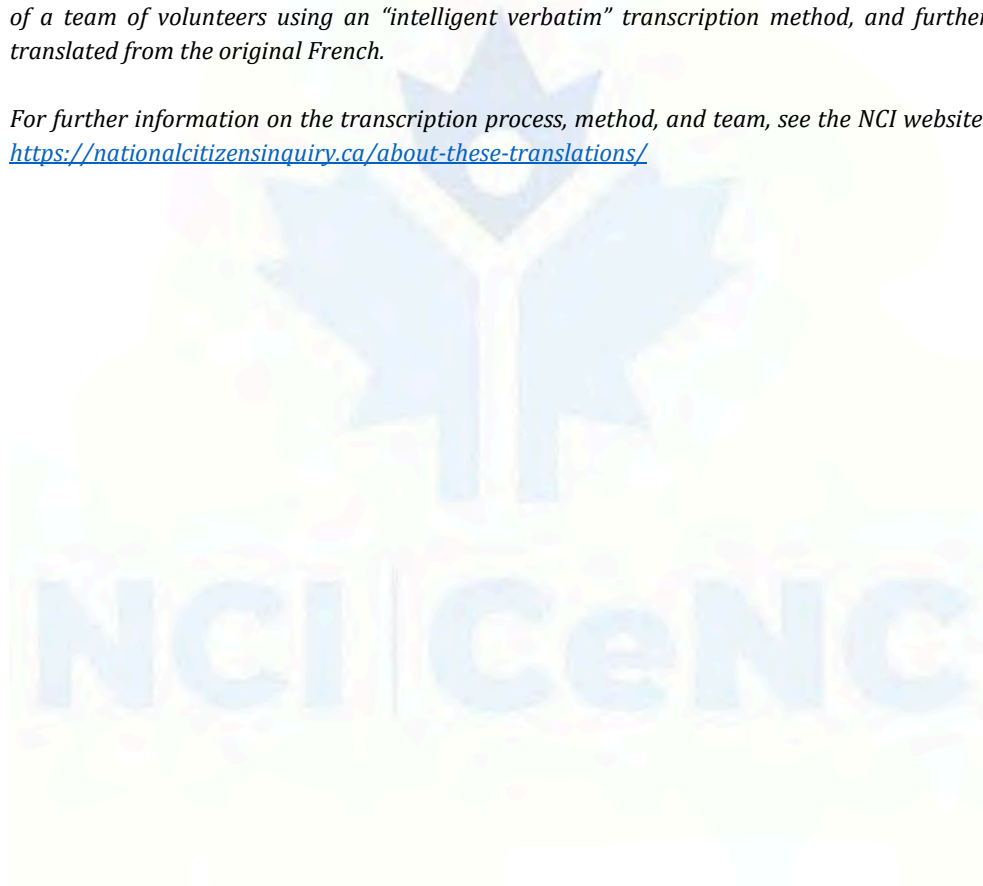 of a team of volunteers using an “intelligent verbatim” transcription method, and further
translated from the original French.
For further information on the transcription process, method, and team, see the NCI website
https://nationalcitizensinquiry.ca/about-these-translations/
NCI | CeNC